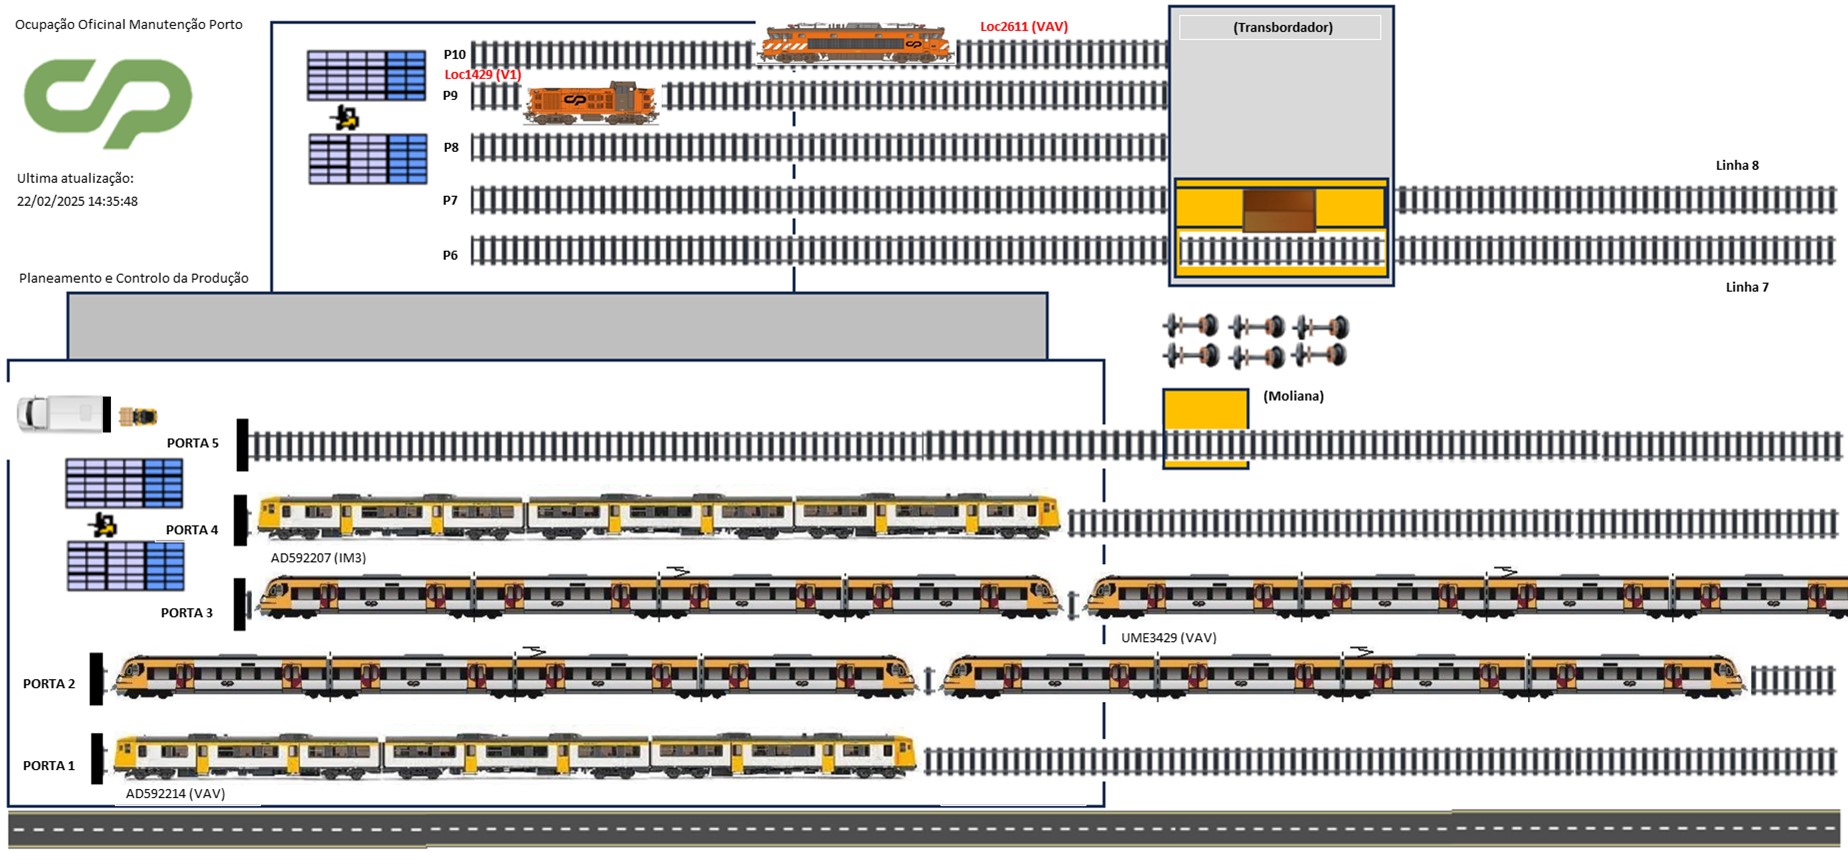 Ocupação Oficinal Manutenção Porto
Loc2611 (VAV)
(Transbordador)
P10
Loc1429 (V1)
P9
P8
Linha 8
Ultima atualização:
22/02/2025 14:35:48
P7
P6
Planeamento e Controlo da Produção
Linha 7
(Moliana)
PORTA 5
PORTA 4
AD592207 (IM3)
PORTA 3
UME3429 (VAV)
PORTA 2
PORTA 1
AD592214 (VAV)